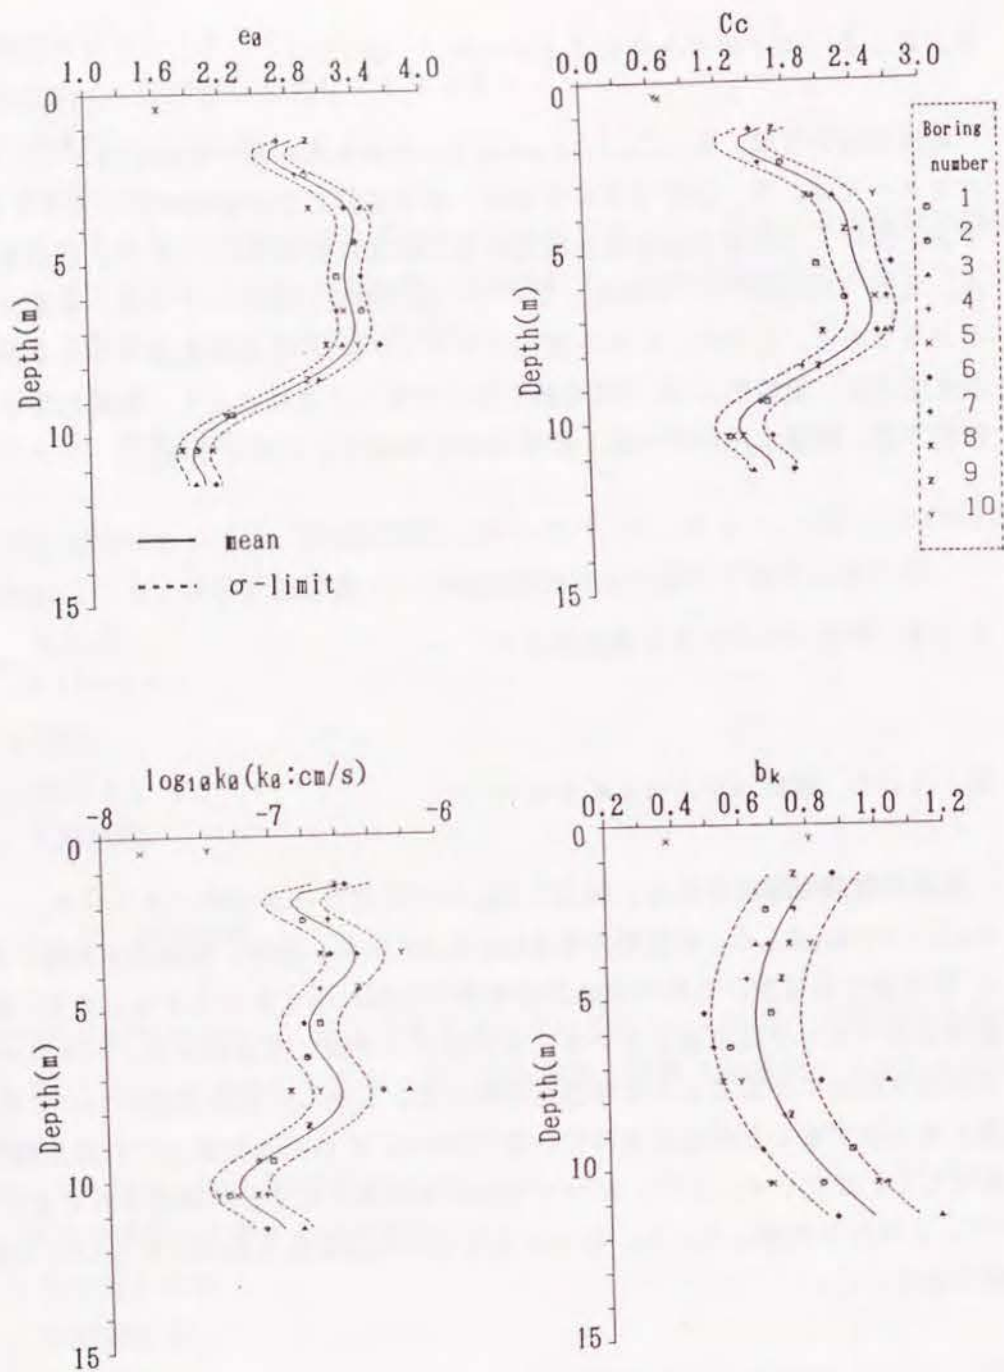 e₀
1.0 1.6 2.2 2.8 3.4 4.0
0
5
10
15
Depth(m)
mean
σ-limit
Cc
0.0 0.6 1.2 1.8 2.4 3.0
0
5
10
15
Depth(m)
Boring
number
1
2
3
4
5
6
7
8
9
10
log₁₀k₀(k₀:cm/s)
-8 -7 -6
0
5
10
15
Depth(m)
bk
0.2 0.4 0.6 0.8 1.0 1.2
0
5
10
15
Depth(m)